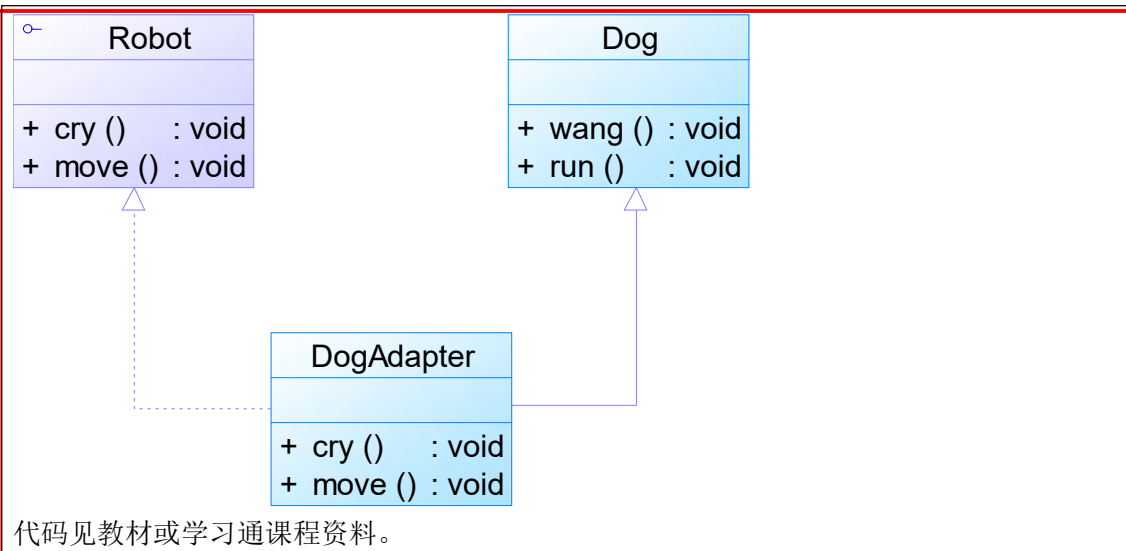 Robot
+ cry () : void
+ move () : void
Dog
+ wang () : void
+ run () : void
DogAdapter
+ cry () : void
+ move () : void
代码见教材或学习通课程资料。